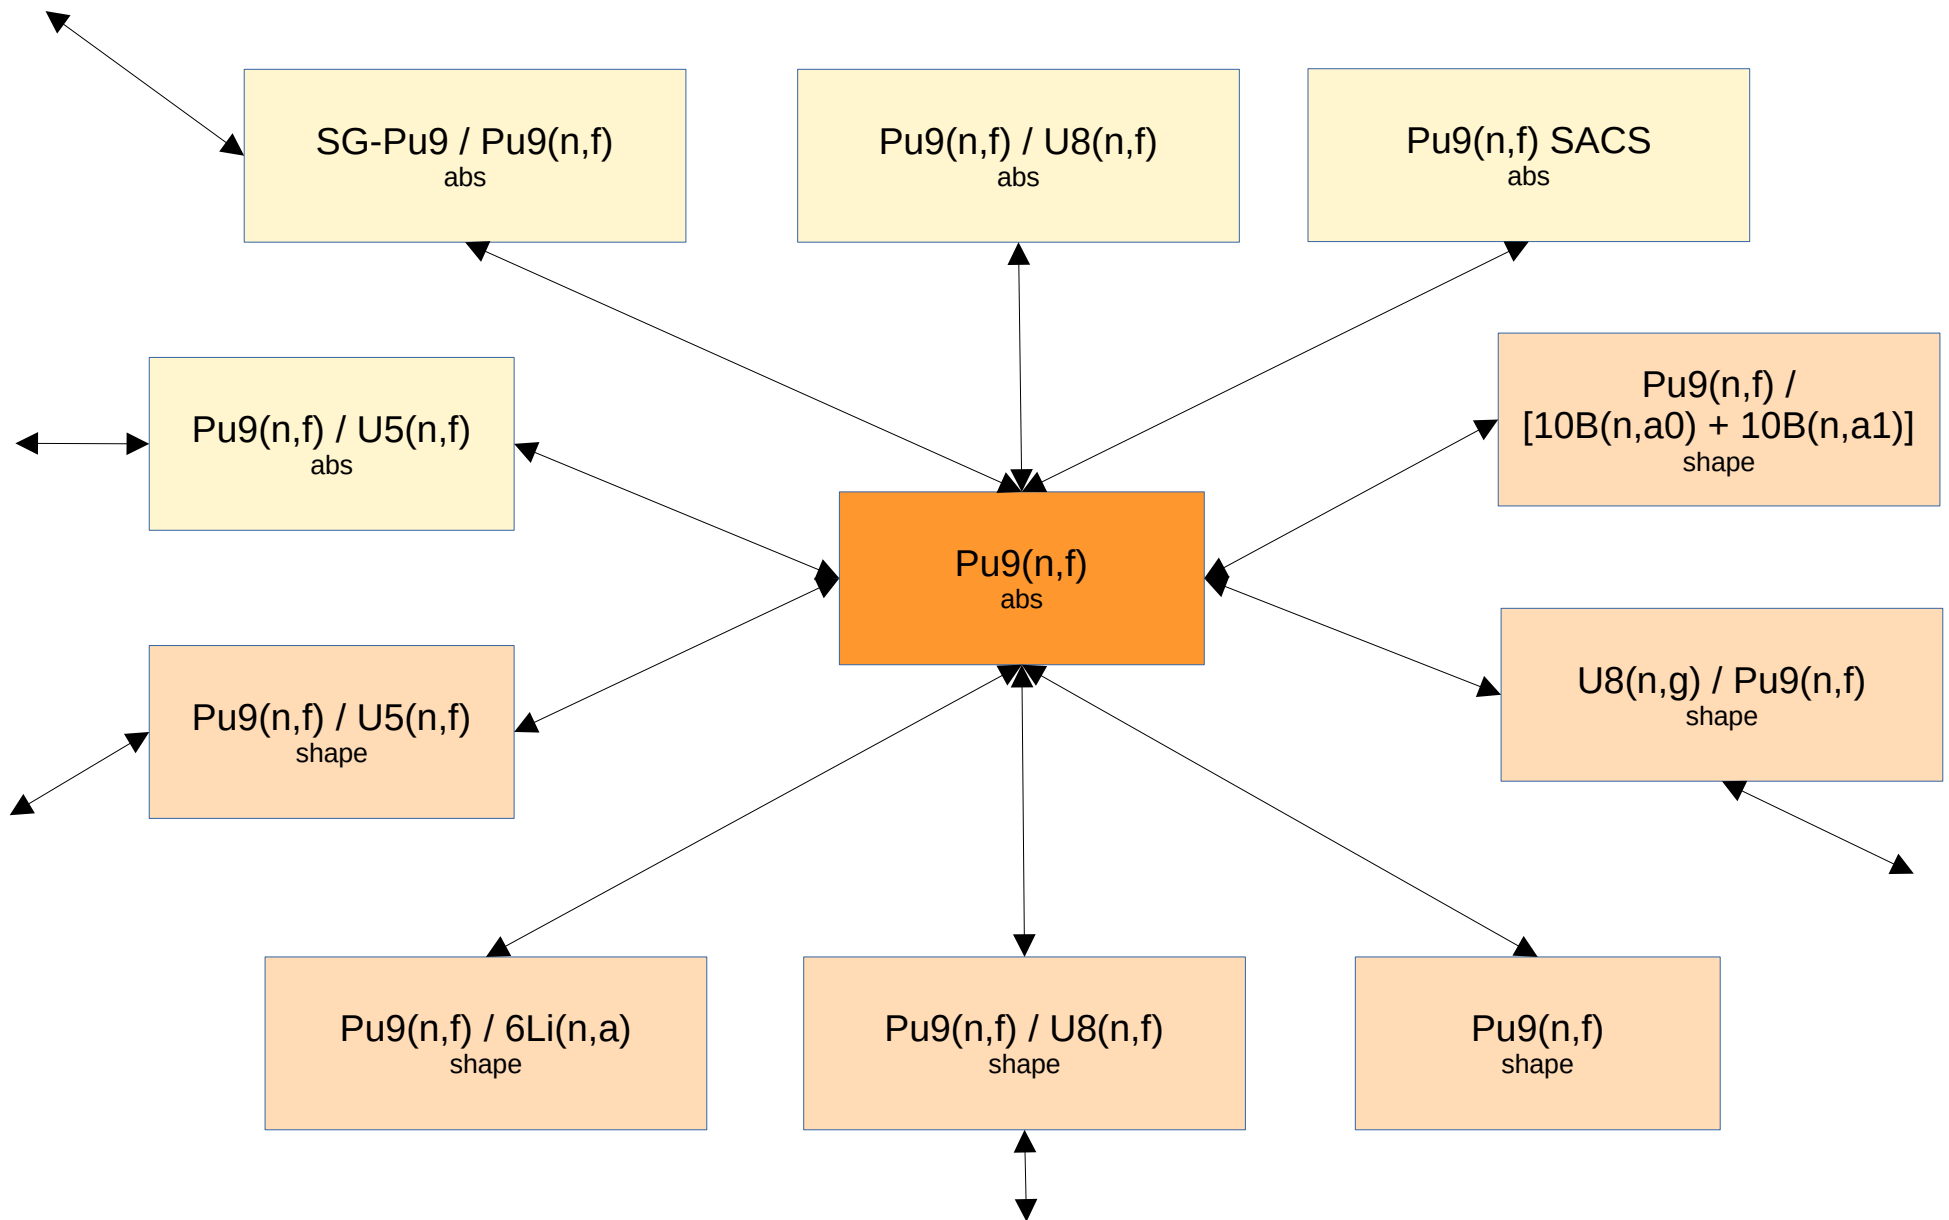 SG-Pu9 / Pu9(n,f)
abs
Pu9(n,f) / U8(n,f)
abs
Pu9(n,f) SACS
abs
Pu9(n,f) / U5(n,f)
abs
Pu9(n,f) /
[10B(n,a0) + 10B(n,a1)]
shape
Pu9(n,f)
abs
Pu9(n,f) / U5(n,f)
shape
U8(n,g) / Pu9(n,f)
shape
Pu9(n,f) / 6Li(n,a)
shape
Pu9(n,f) / U8(n,f)
shape
Pu9(n,f)
shape